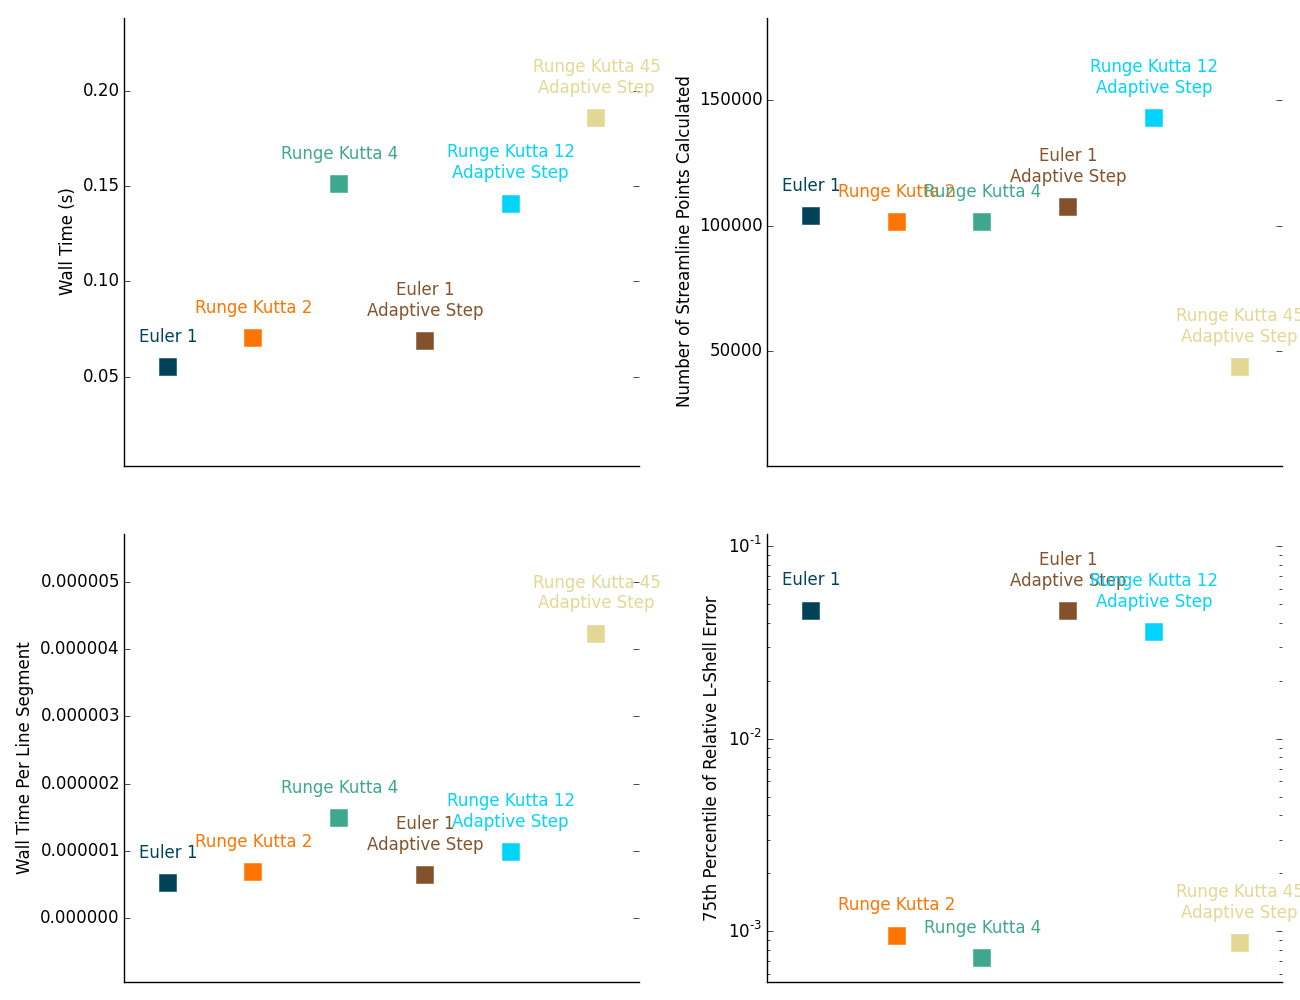 Wall Time (s)
0.20
0.15
0.10
0.05
Euler 1
Runge Kutta 2
Runge Kutta 4
Euler 1
Adaptive Step
Runge Kutta 12
Adaptive Step
Runge Kutta 45
Adaptive Step
Number of Streamline Points Calculated
150000
100000
50000
Euler 1
Runge Kutta 2
Runge Kutta 4
Euler 1
Adaptive Step
Runge Kutta 12
Adaptive Step
Runge Kutta 45
Adaptive Step
Wall Time Per Line Segment
0.000005
0.000004
0.000003
0.000002
0.000001
0.000000
Euler 1
Runge Kutta 2
Runge Kutta 4
Euler 1
Adaptive Step
Runge Kutta 12
Adaptive Step
Runge Kutta 45
Adaptive Step
75th Percentile of Relative L-Shell Error
10^-1
10^-2
10^-3
Euler 1
Runge Kutta 2
Runge Kutta 4
Euler 1
Adaptive Step
Runge Kutta 12
Adaptive Step
Runge Kutta 45
Adaptive Step